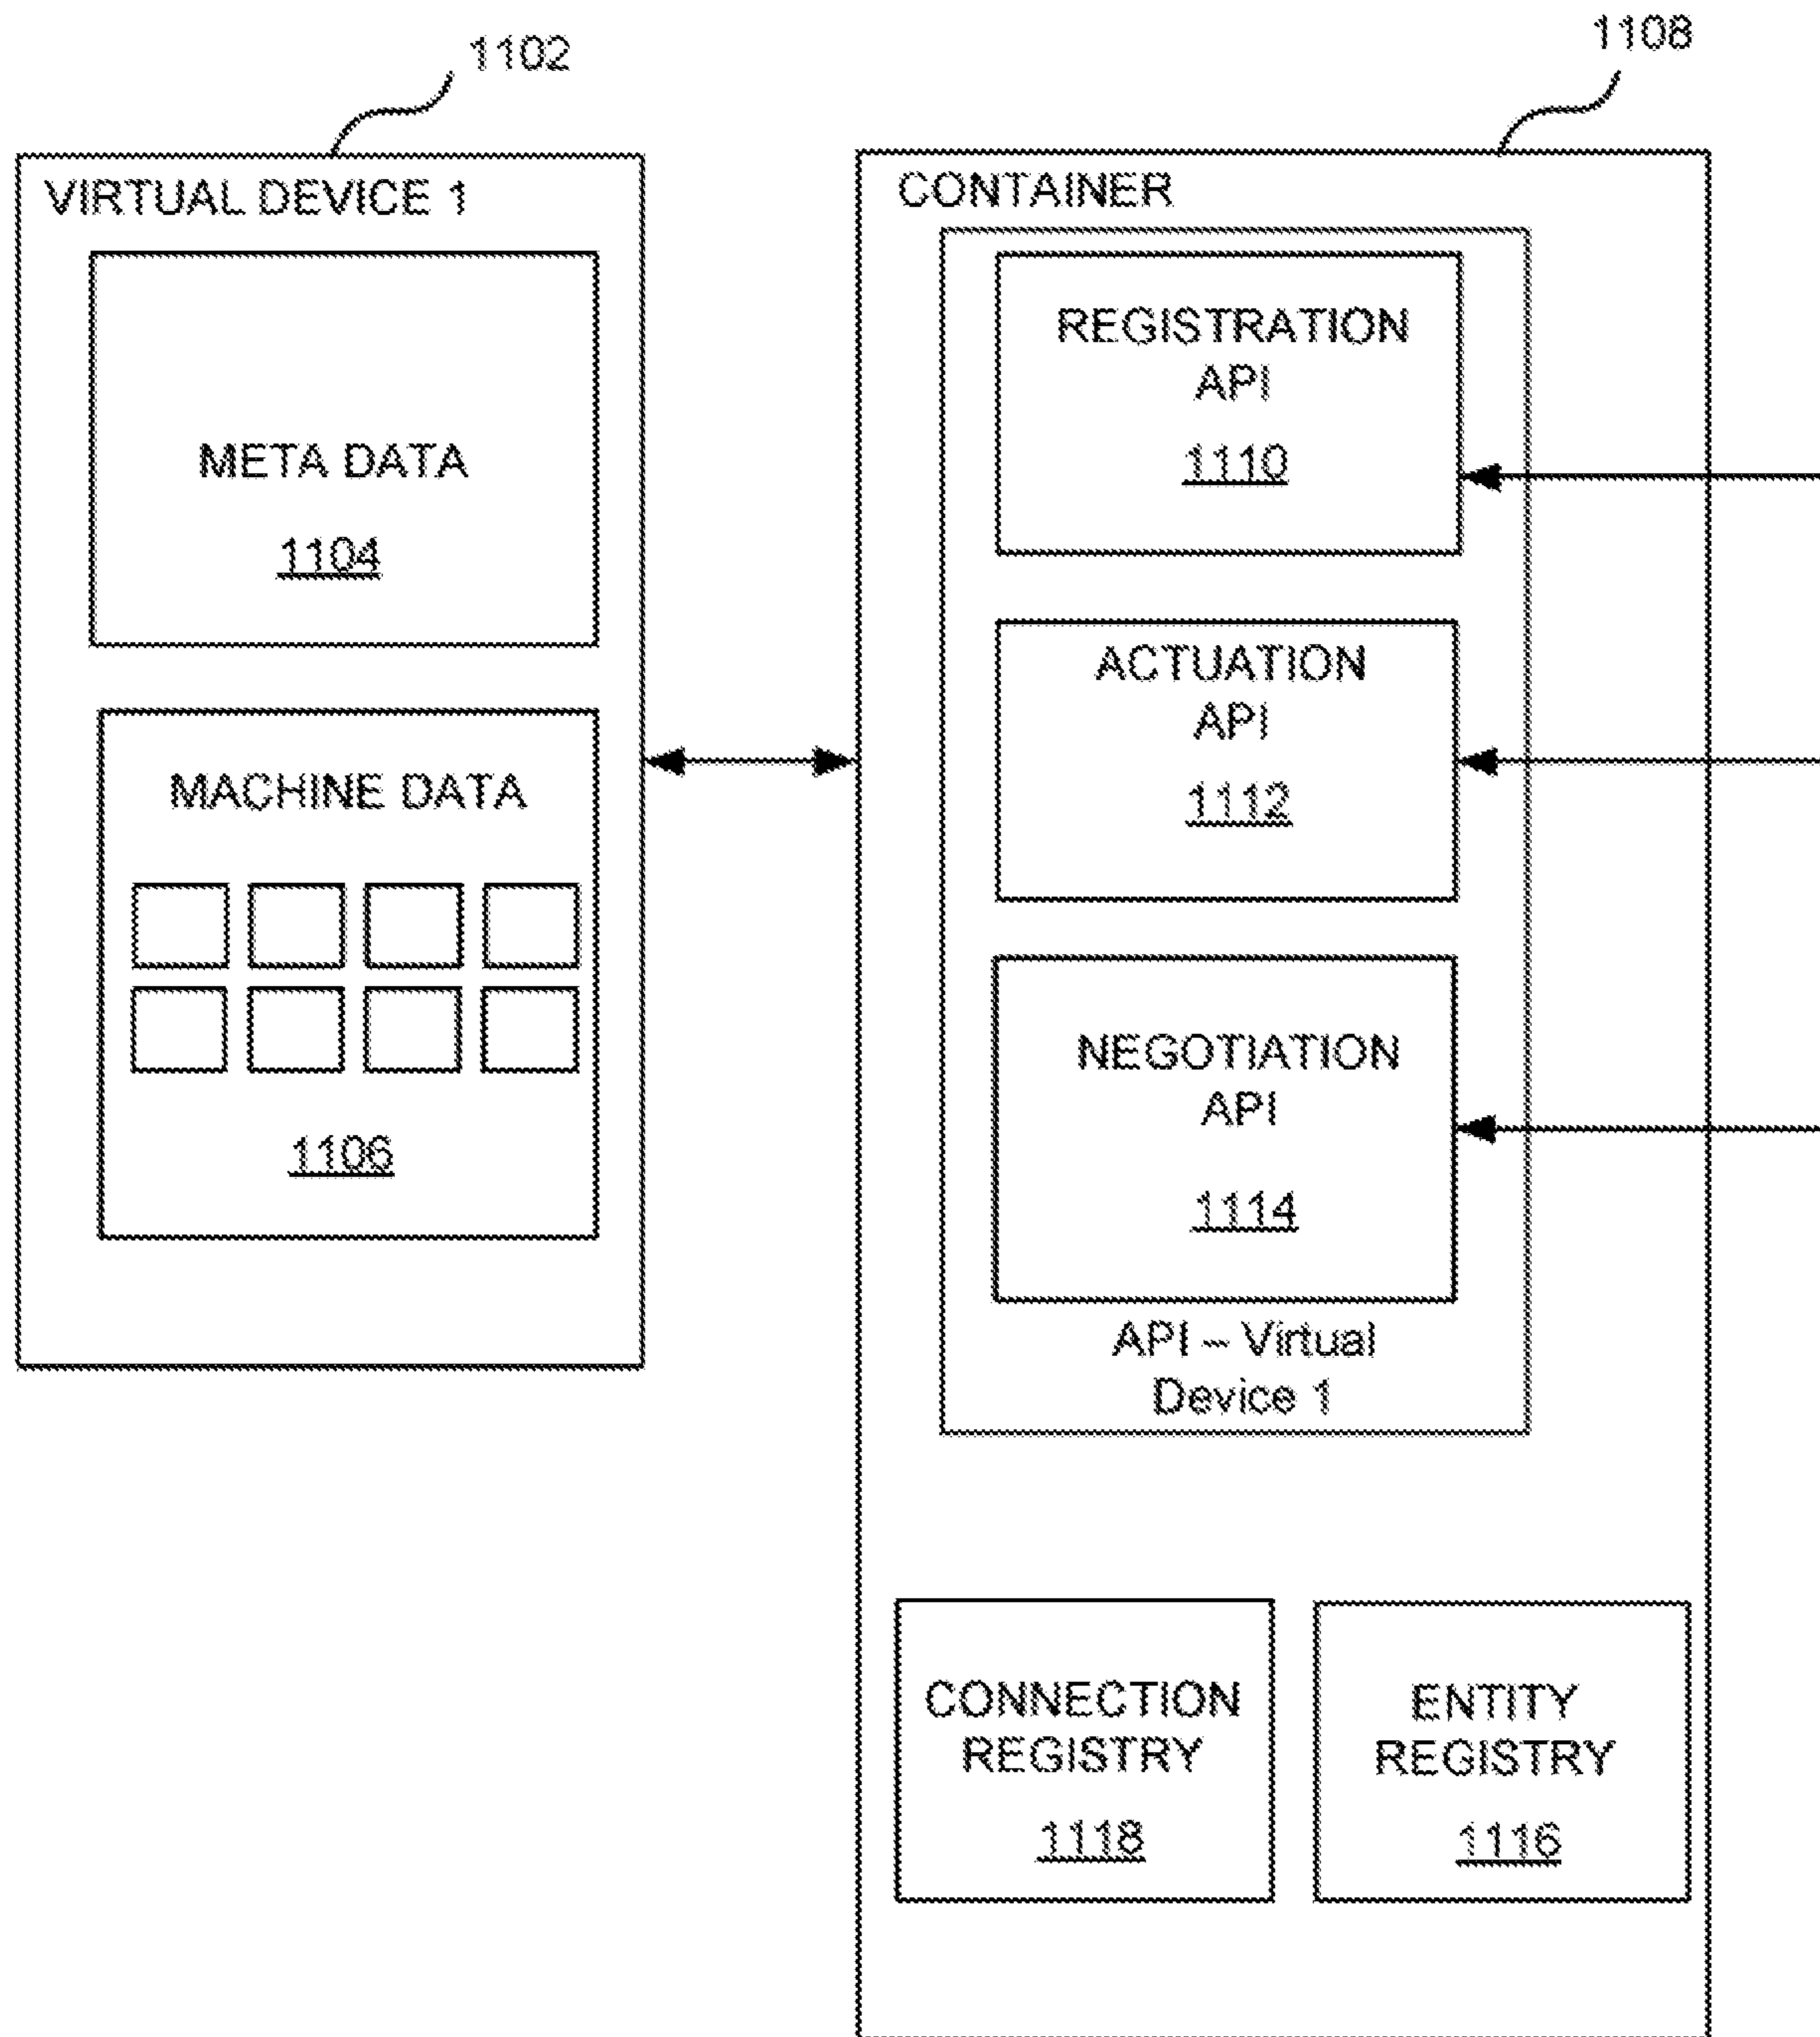 1102
VIRTUAL DEVICE 1
META DATA
1104
MACHINE DATA
1106
1108
CONTAINER
REGISTRATION
API
1110
ACTUATION
API
1112
NEGOTIATION
API
1114
API – Virtual
Device 1
CONNECTION
REGISTRY
1118
ENTITY
REGISTRY
1116